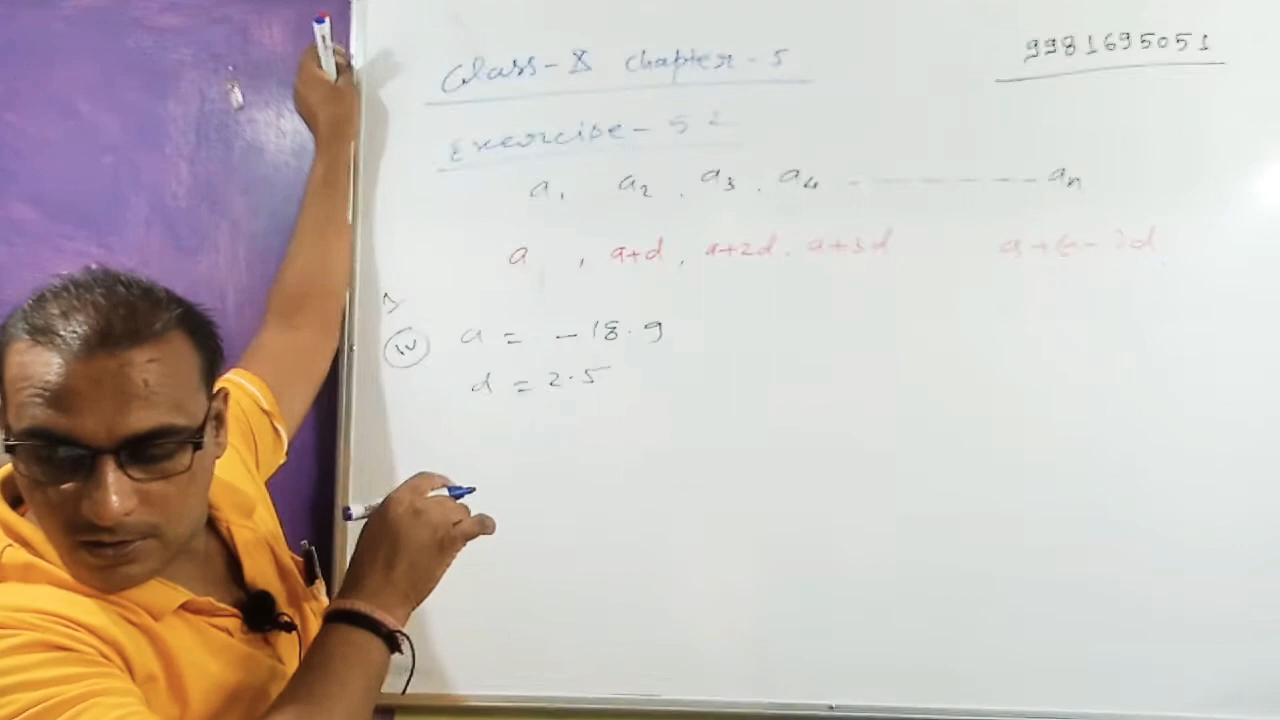 Class-X Chapter-5
9981695051
Exercise-5.2
a₁ a₂ , a₃ , a₄ ---------- aₙ
a , a+d , a+2d , a+3d a+(n-1)d
1
(iv) a = -18.9
d = 2.5